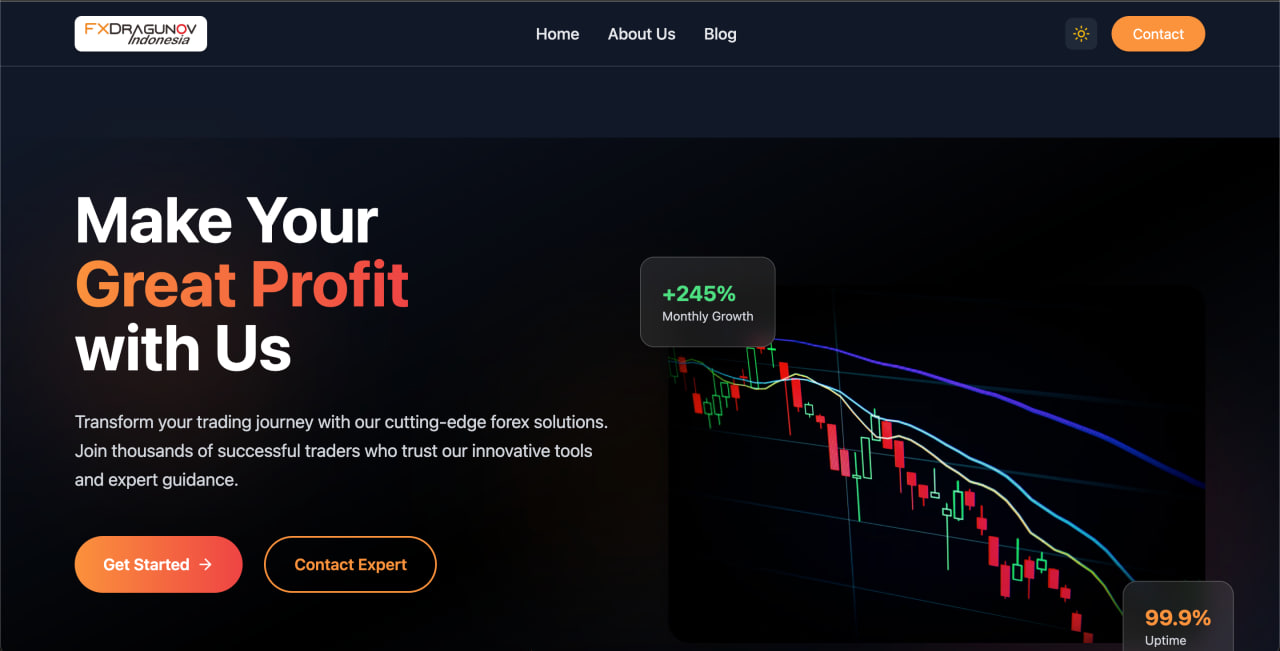 FXDRAGUNOV
Indonesia
Home
About Us
Blog
Contact
Make Your
Great Profit
with Us
Transform your trading journey with our cutting-edge forex solutions.
Join thousands of successful traders who trust our innovative tools
and expert guidance.
Get Started →
Contact Expert
+245%
Monthly Growth
99.9%
Uptime